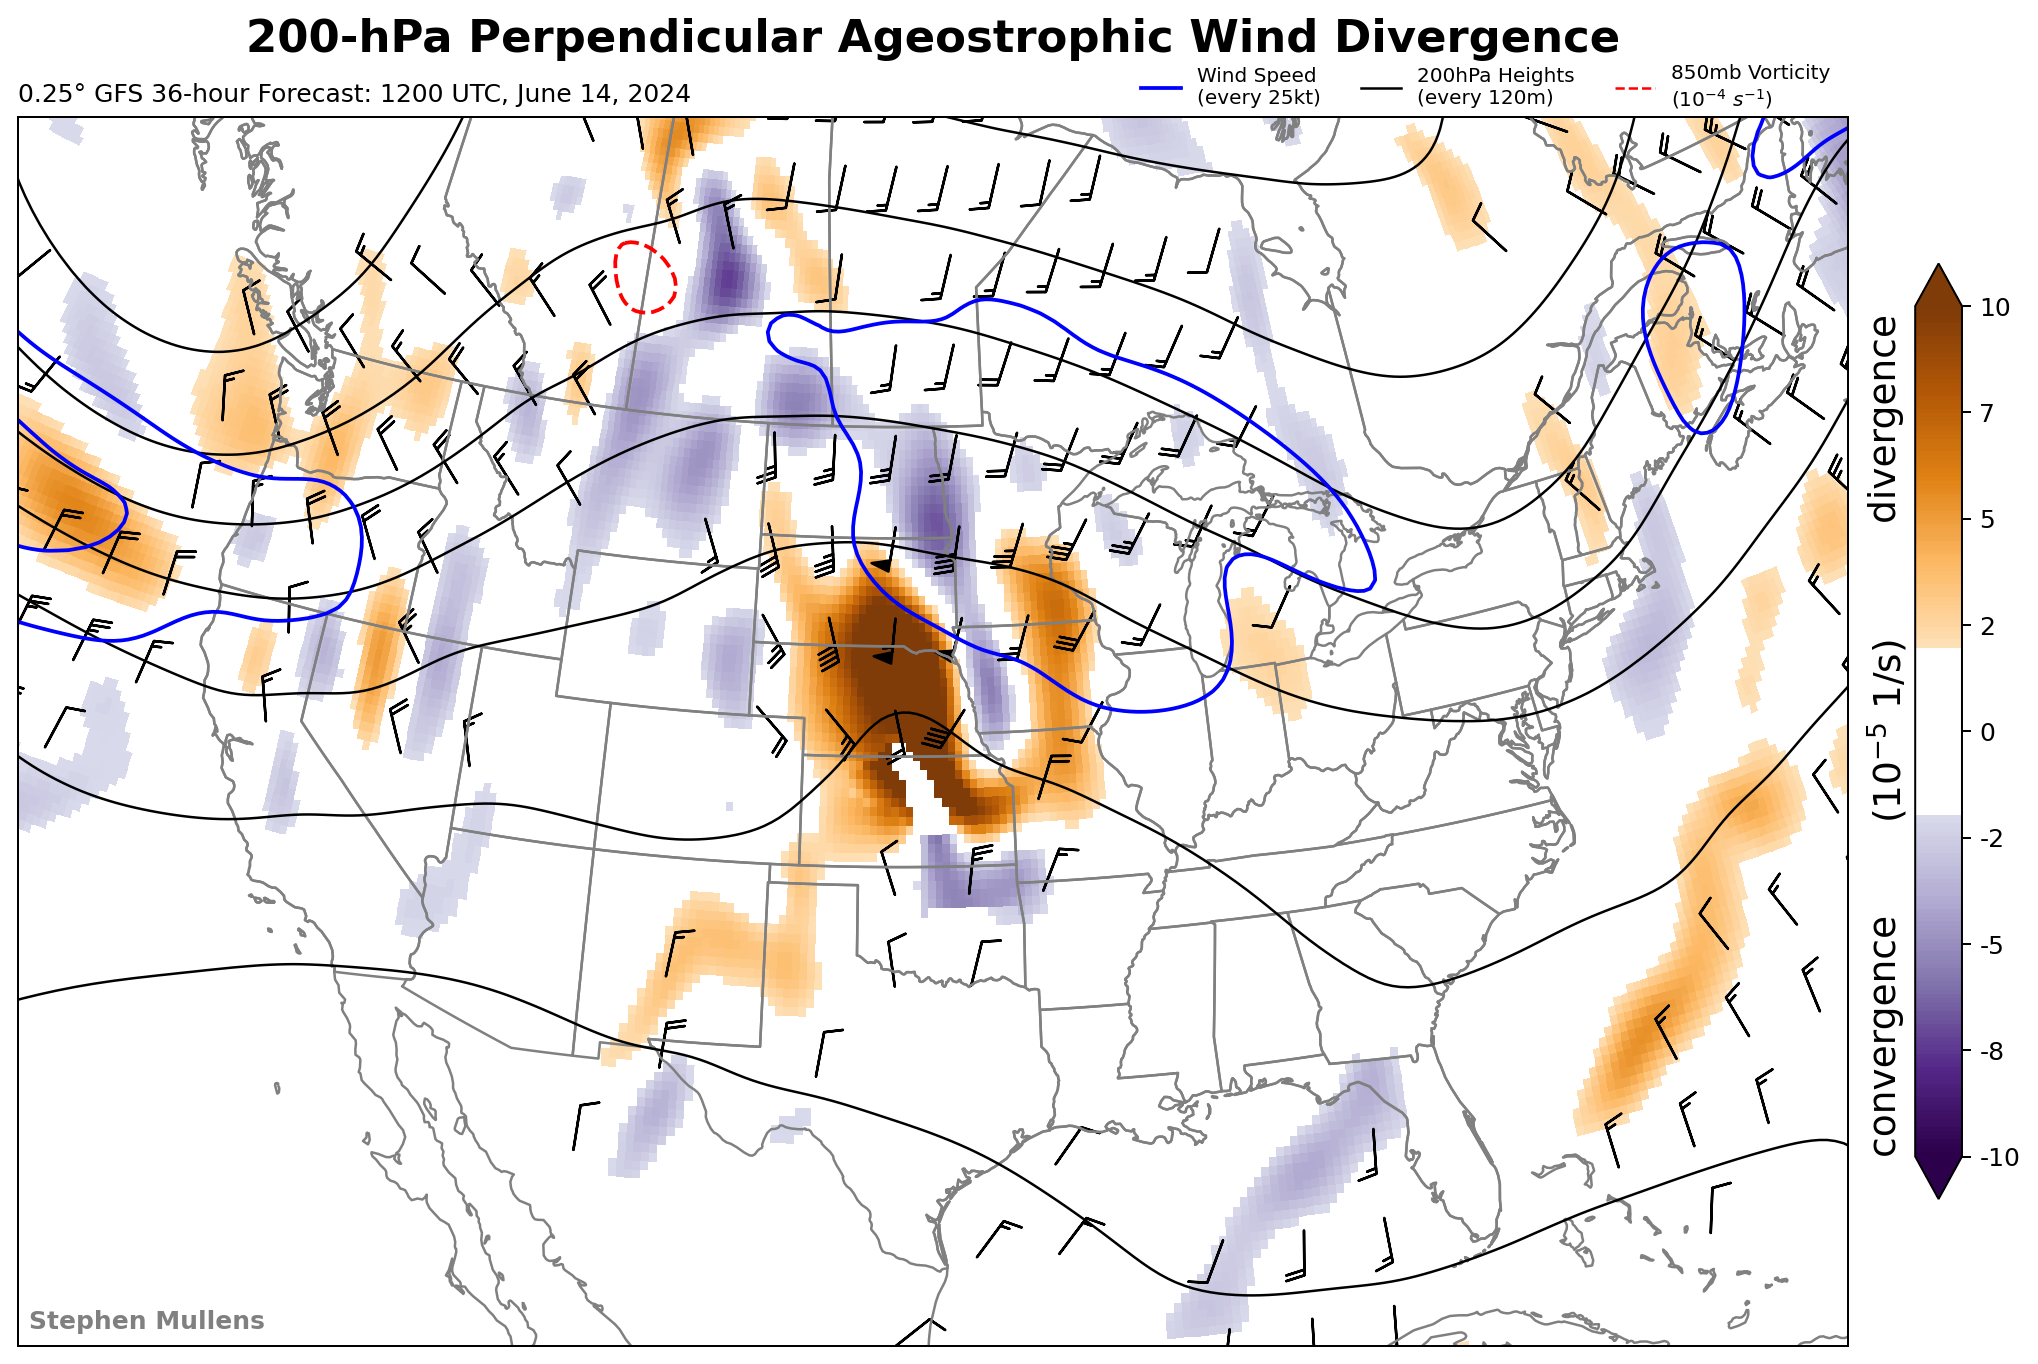 200-hPa Perpendicular Ageostrophic Wind Divergence
0.25° GFS 36-hour Forecast: 1200 UTC, June 14, 2024
Wind Speed
(every 25kt)
200hPa Heights
(every 120m)
850mb Vorticity
(10⁻⁴ s⁻¹)
10
7
5
2
0
-2
-5
-8
-10
convergence (10⁻⁵ 1/s) divergence
Stephen Mullens